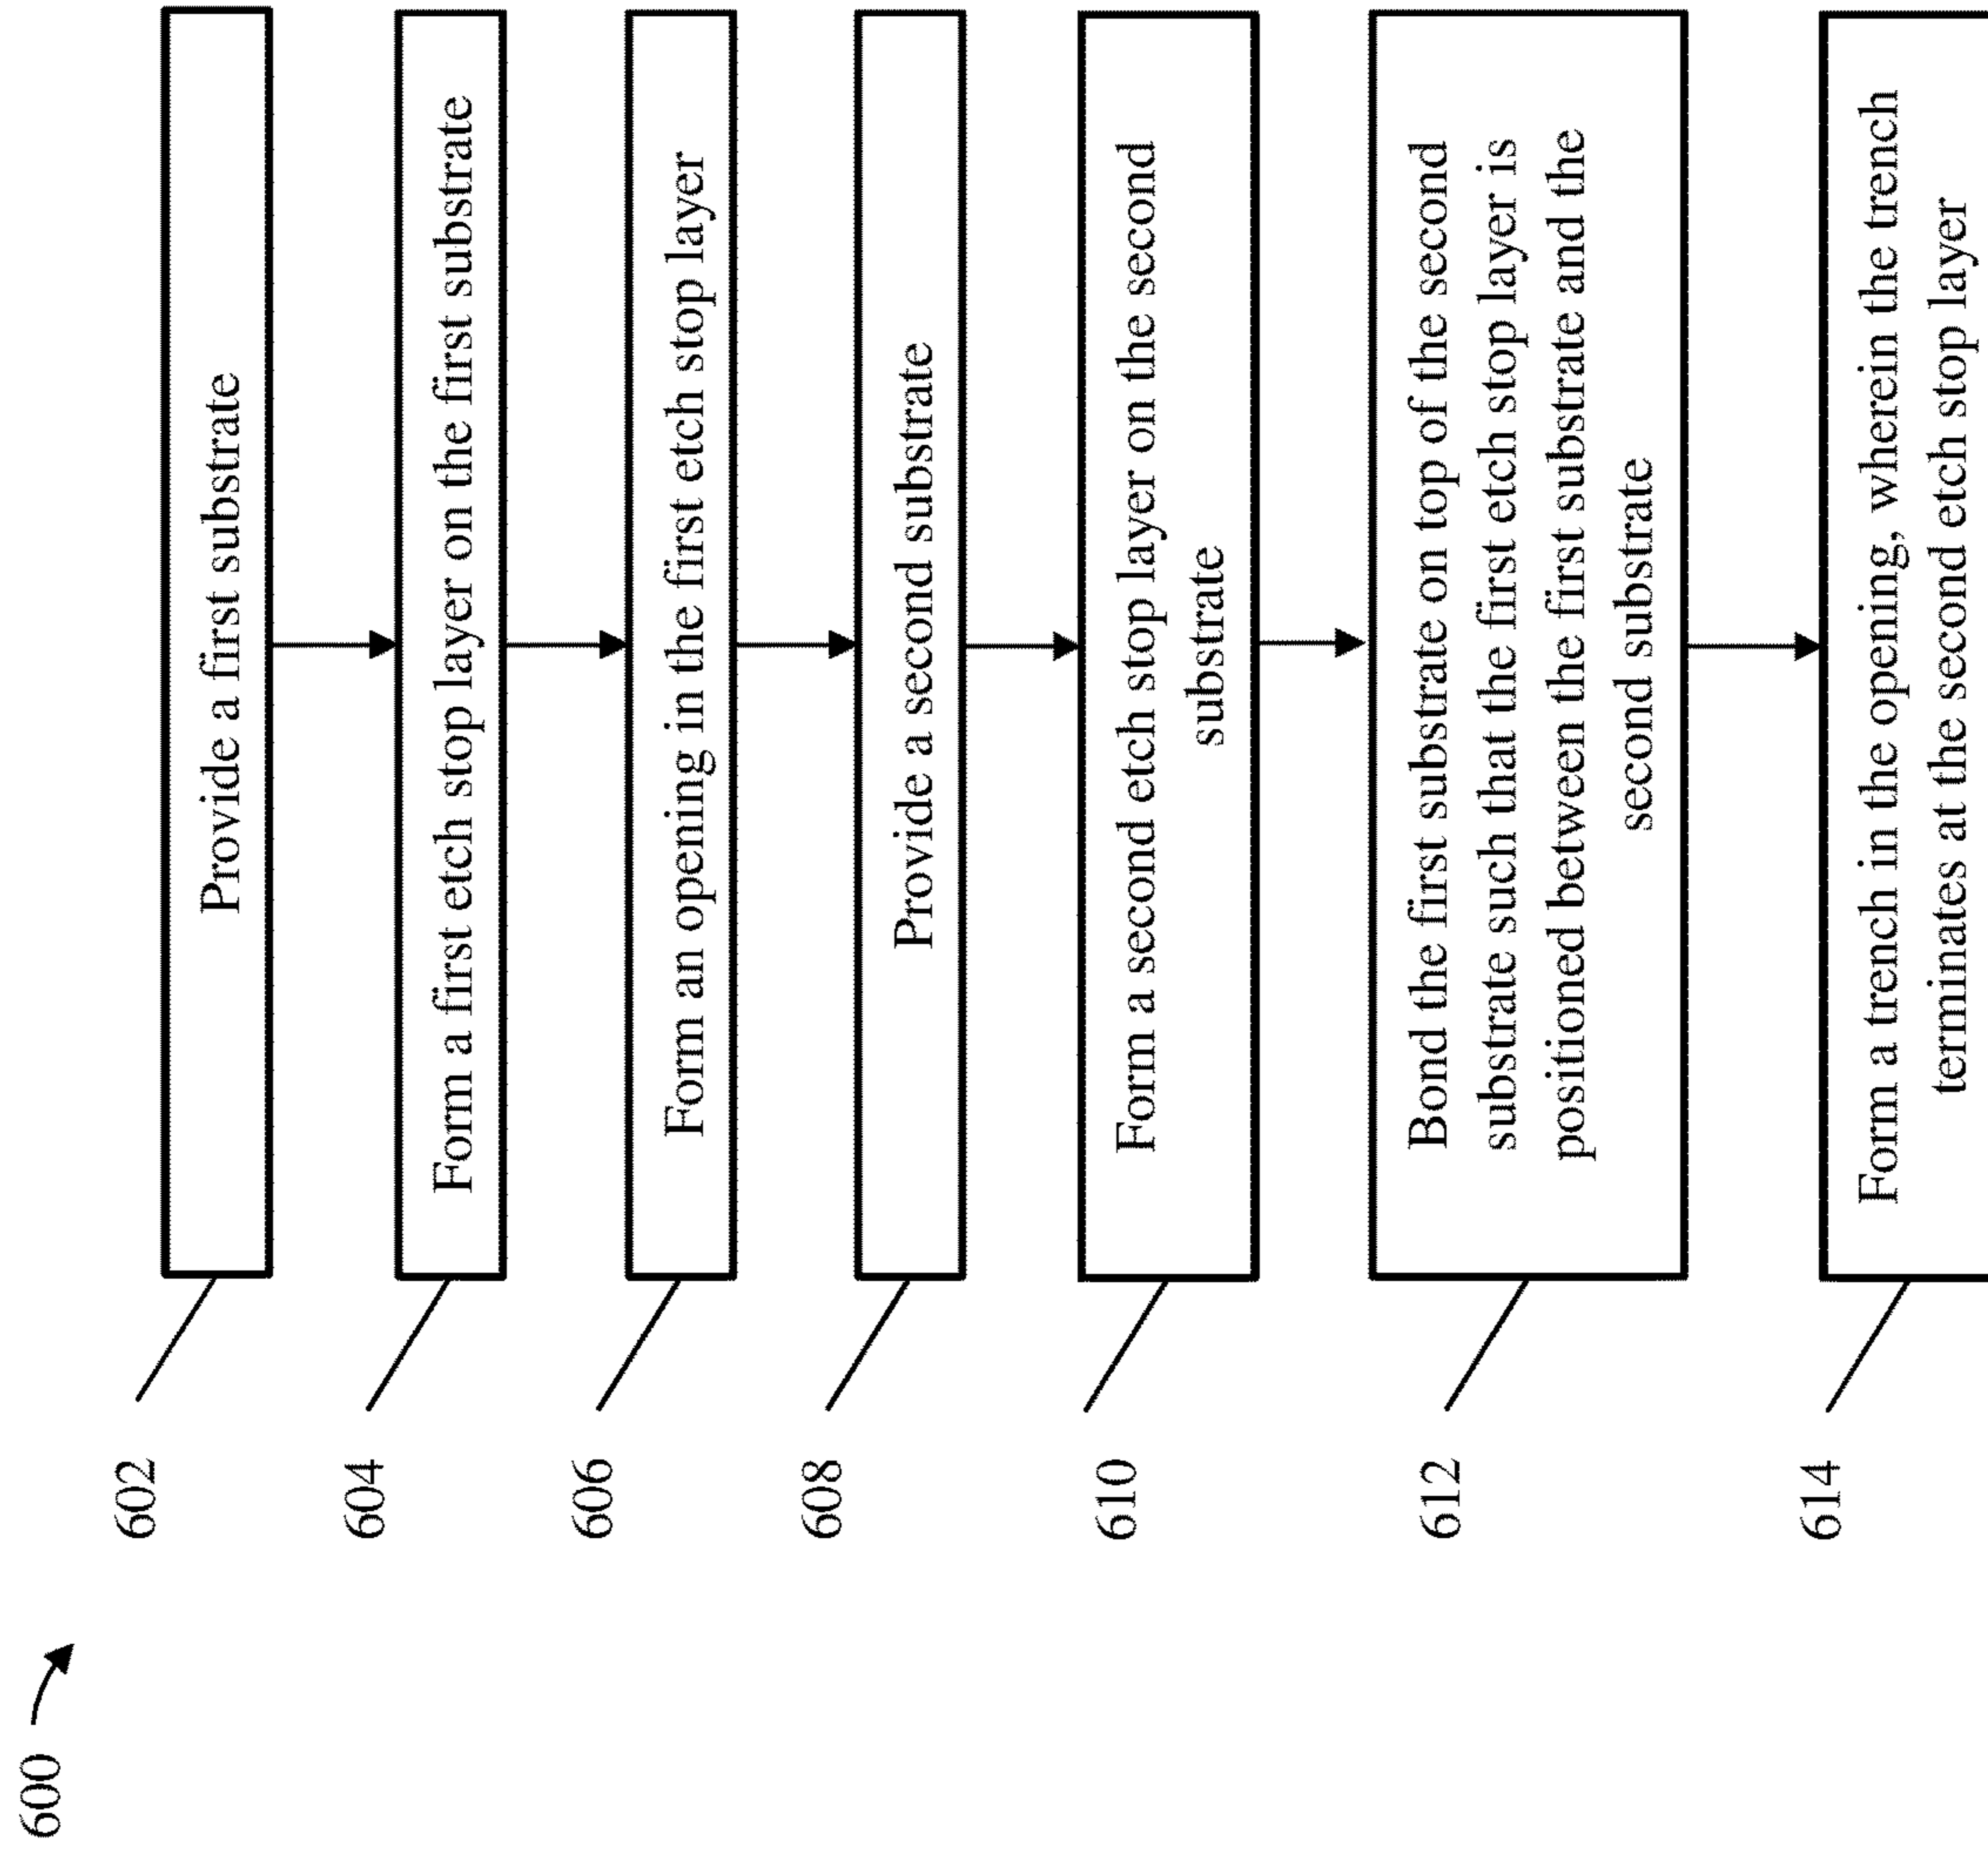 600
602
Provide a first substrate
604
Form a first etch stop layer on the first substrate
606
Form an opening in the first etch stop layer
608
Provide a second substrate
610
Form a second etch stop layer on the second
substrate
612
Bond the first substrate on top of the second
substrate such that the first etch stop layer is
positioned between the first substrate and the
second substrate
614
Form a trench in the opening, wherein the trench
terminates at the second etch stop layer